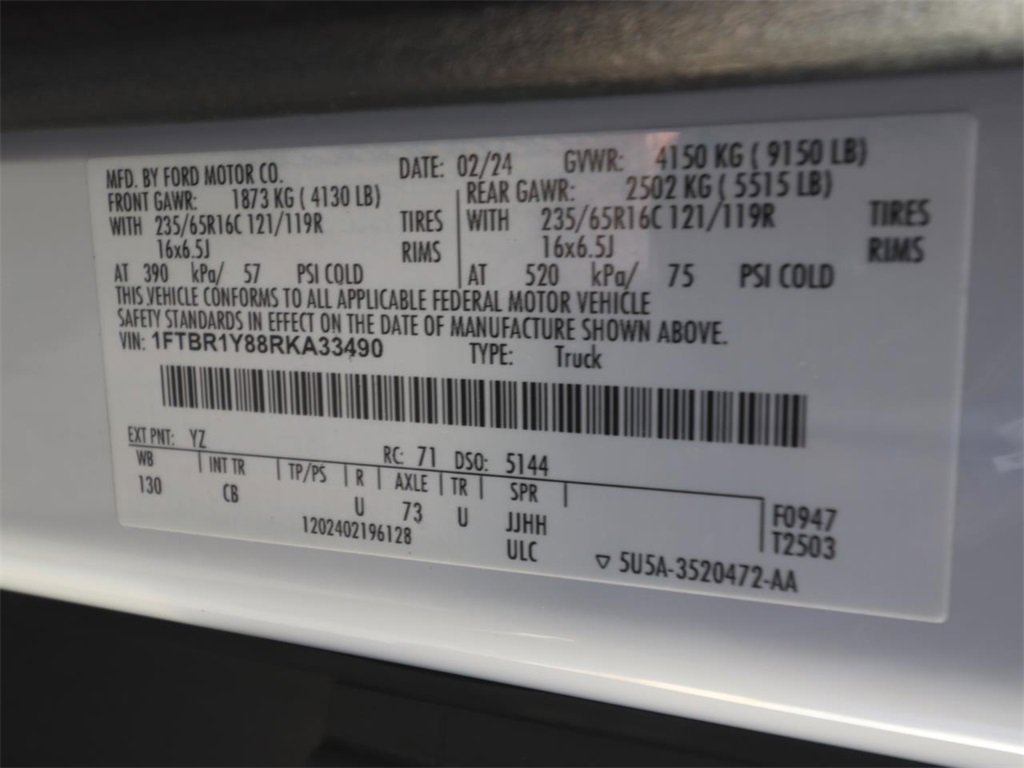 MFD. BY FORD MOTOR CO. DATE: 02/24 GVWR: 4150 KG ( 9150 LB)
FRONT GAWR: 1873 KG ( 4130 LB) REAR GAWR: 2502 KG ( 5515 LB)
WITH 235/65R16C 121/119R TIRES WITH 235/65R16C 121/119R TIRES
16x6.5J RIMS 16x6.5J RIMS
AT 390 kPa/ 57 PSI COLD AT 520 kPa/ 75 PSI COLD
THIS VEHICLE CONFORMS TO ALL APPLICABLE FEDERAL MOTOR VEHICLE
SAFETY STANDARDS IN EFFECT ON THE DATE OF MANUFACTURE SHOWN ABOVE.
VIN: 1FTBR1Y88RKA33490 TYPE: Truck
EXT PNT: YZ RC: 71 DSO: 5144
WB INT TR TP/PS R AXLE TR SPR
130 CB U 73 U JJHH F0947
1202402196128 ULC T2503
▽ 5U5A-3520472-AA